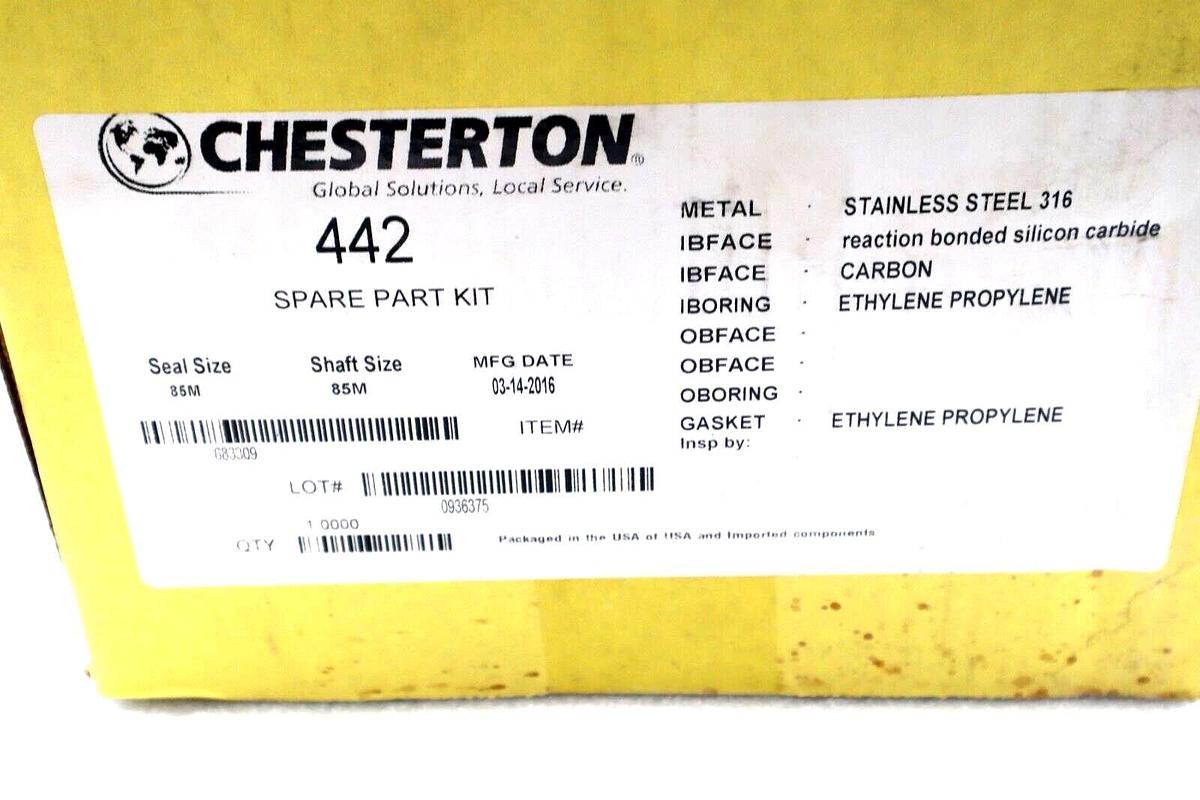 CHESTERTON®
Global Solutions, Local Service.
442
SPARE PART KIT
Seal Size Shaft Size MFG DATE
85M 85M 03-14-2016
ITEM#
683309
LOT#
0936375
1.0000
QTY
METAL · STAINLESS STEEL 316
IBFACE · reaction bonded silicon carbide
IBFACE · CARBON
IBORING · ETHYLENE PROPYLENE
OBFACE ·
OBFACE ·
OBORING ·
GASKET · ETHYLENE PROPYLENE
Insp by:
Packaged in the USA of USA and Imported components